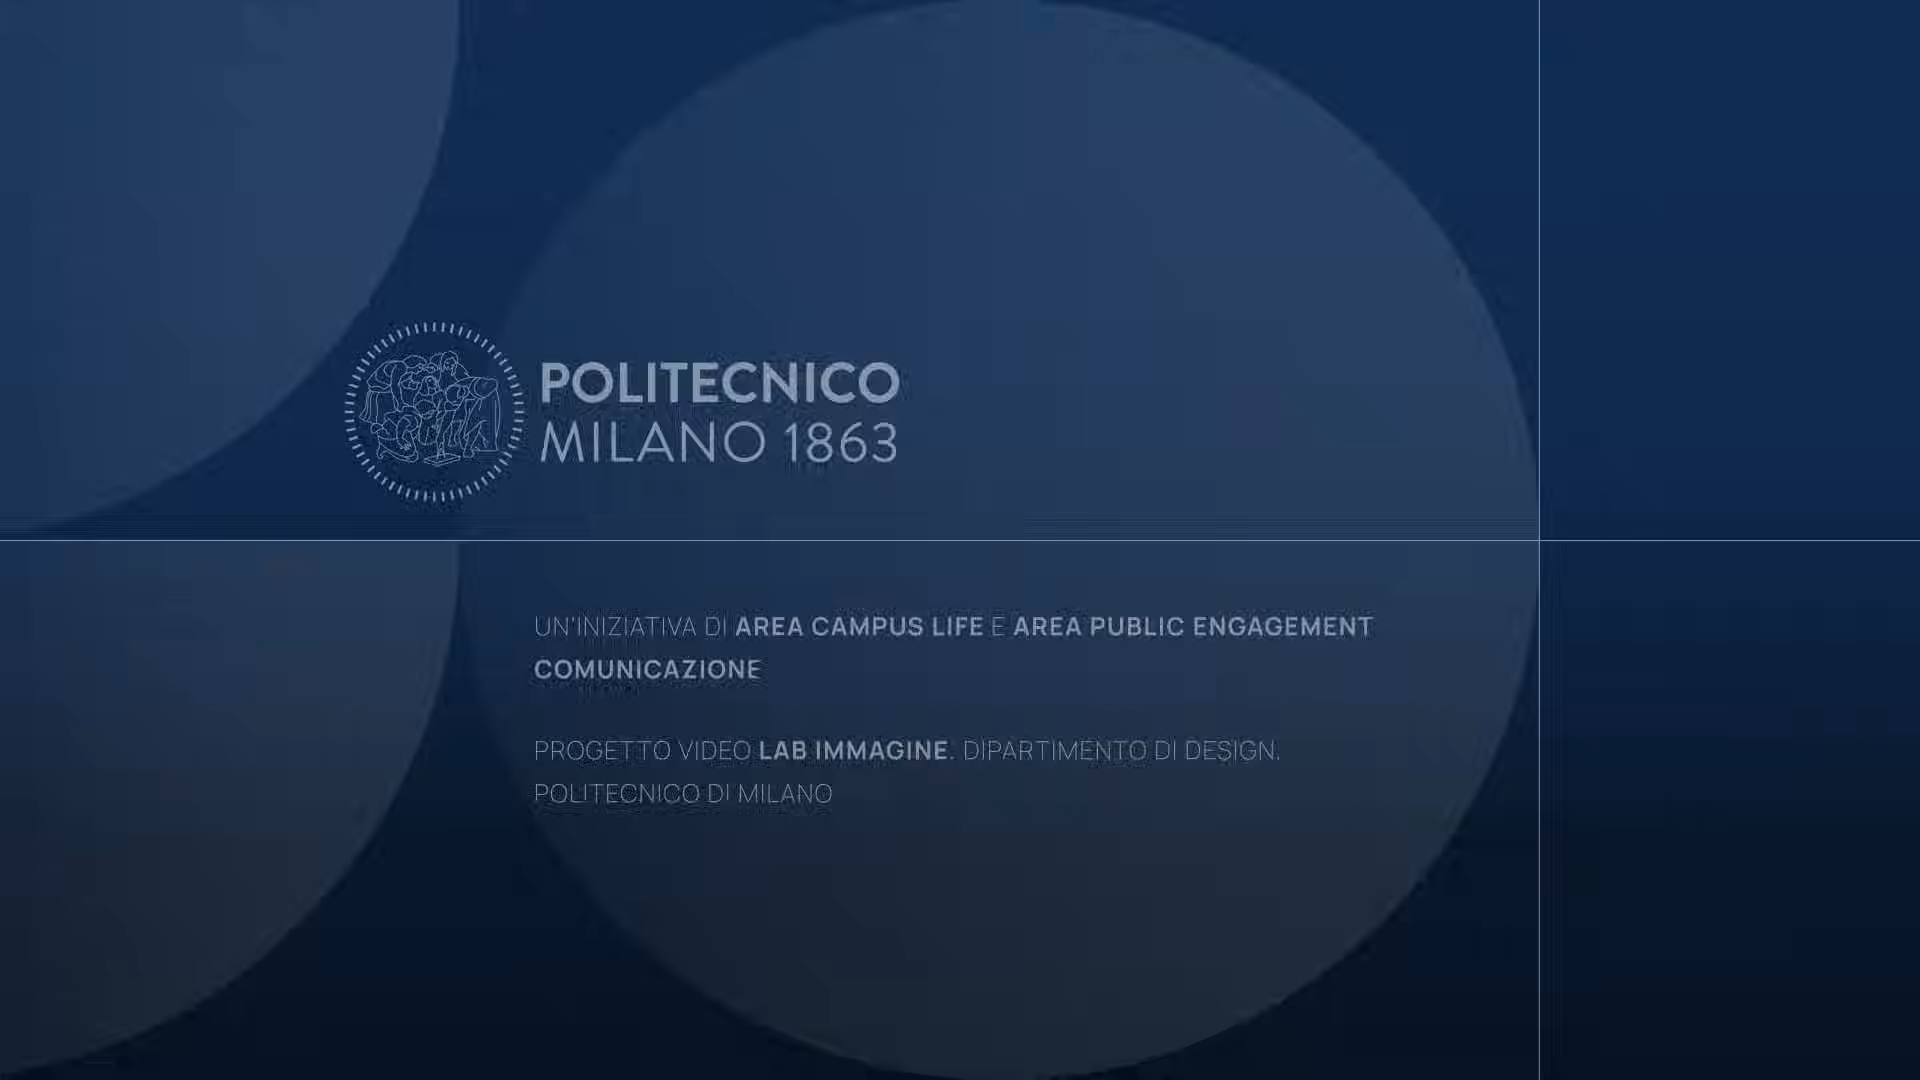 POLITECNICO
MILANO 1863
UN'INIZIATIVA DI AREA CAMPUS LIFE E AREA PUBLIC ENGAGEMENT
COMUNICAZIONE
PROGETTO VIDEO LAB IMMAGINE. DIPARTIMENTO DI DESIGN.
POLITECNICO DI MILANO